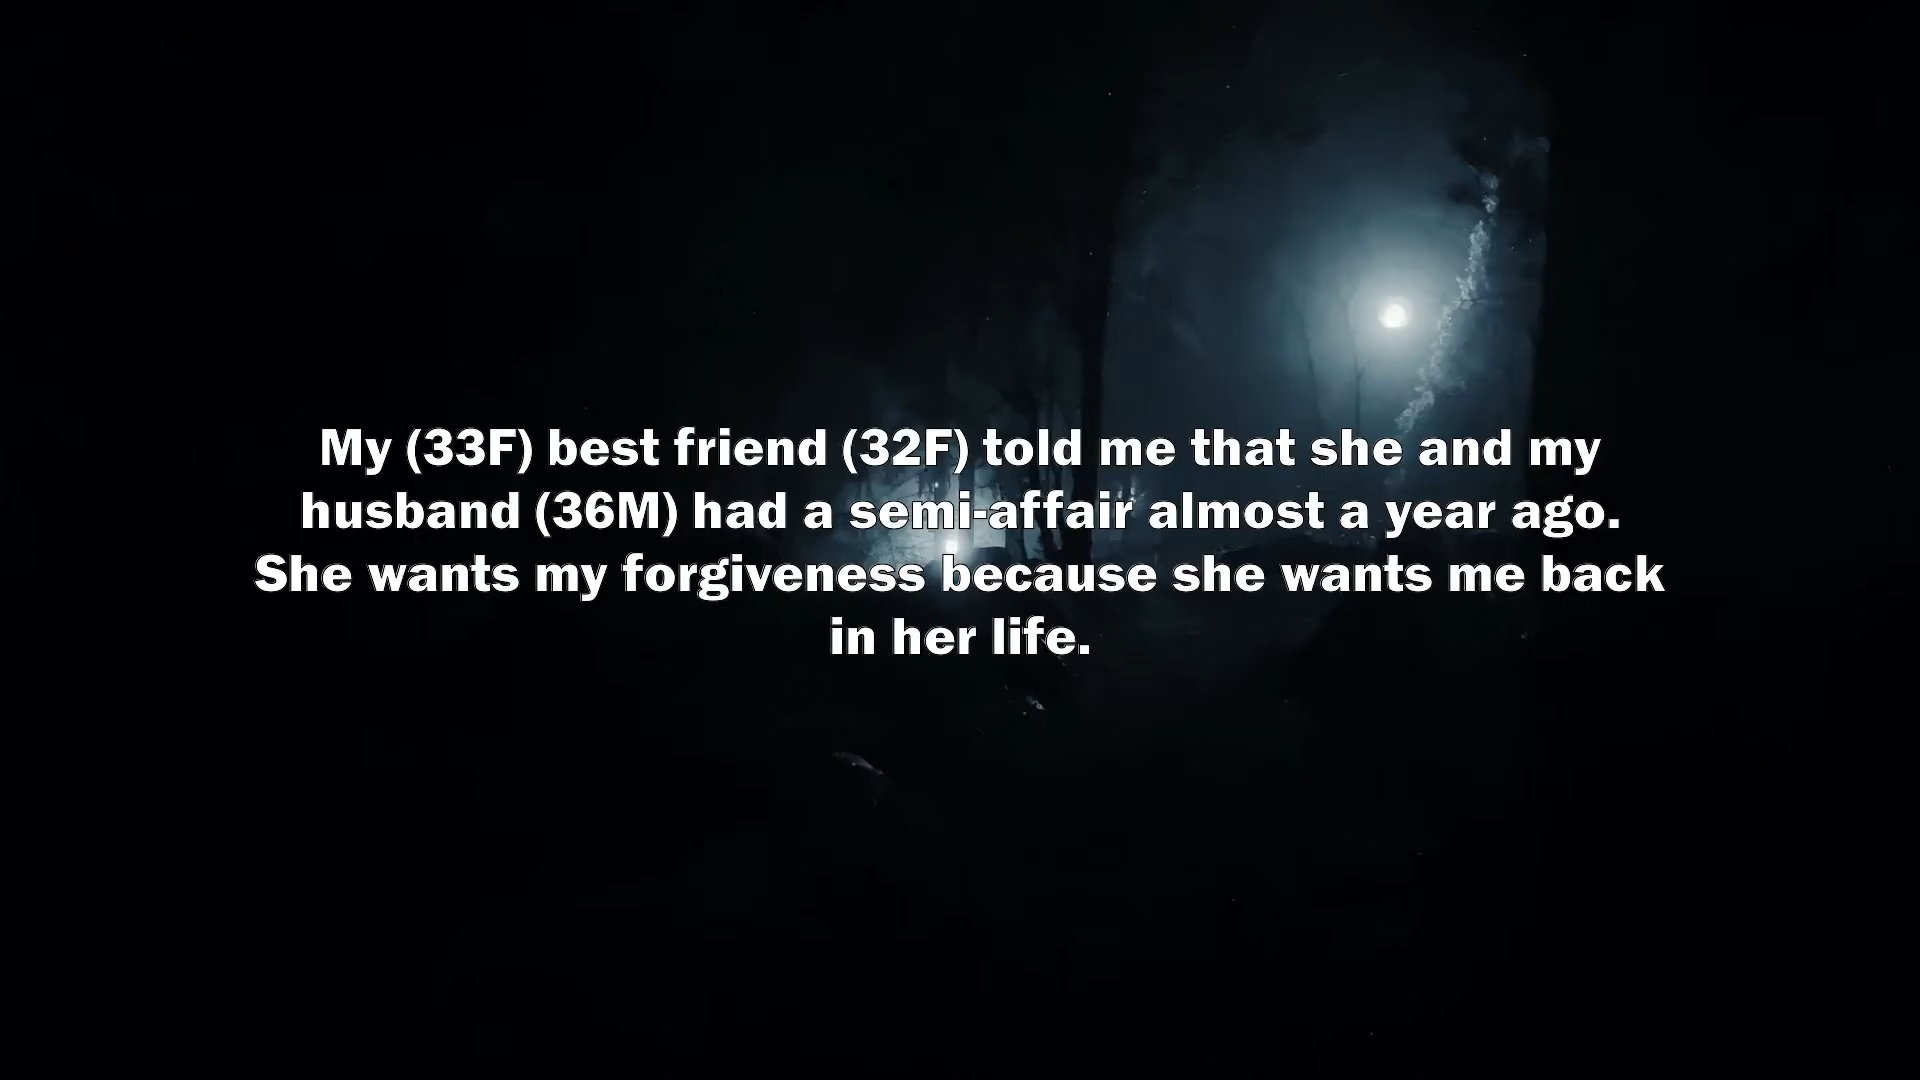 My (33F) best friend (32F) told me that she and my
husband (36M) had a semi-affair almost a year ago.
She wants my forgiveness because she wants me back
in her life.